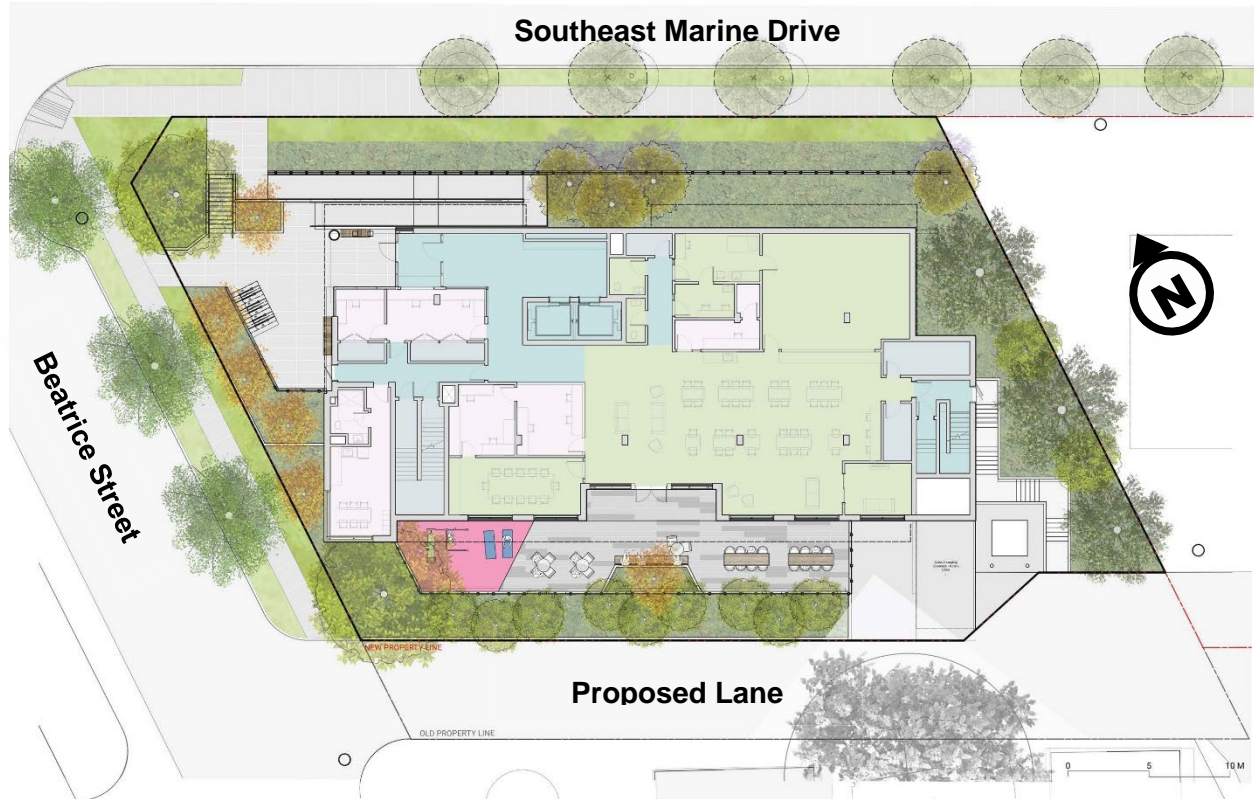 Southeast Marine Drive
N
Beatrice Street
NEW PROPERTY LINE
Proposed Lane
OLD PROPERTY LINE
0 5 10 M